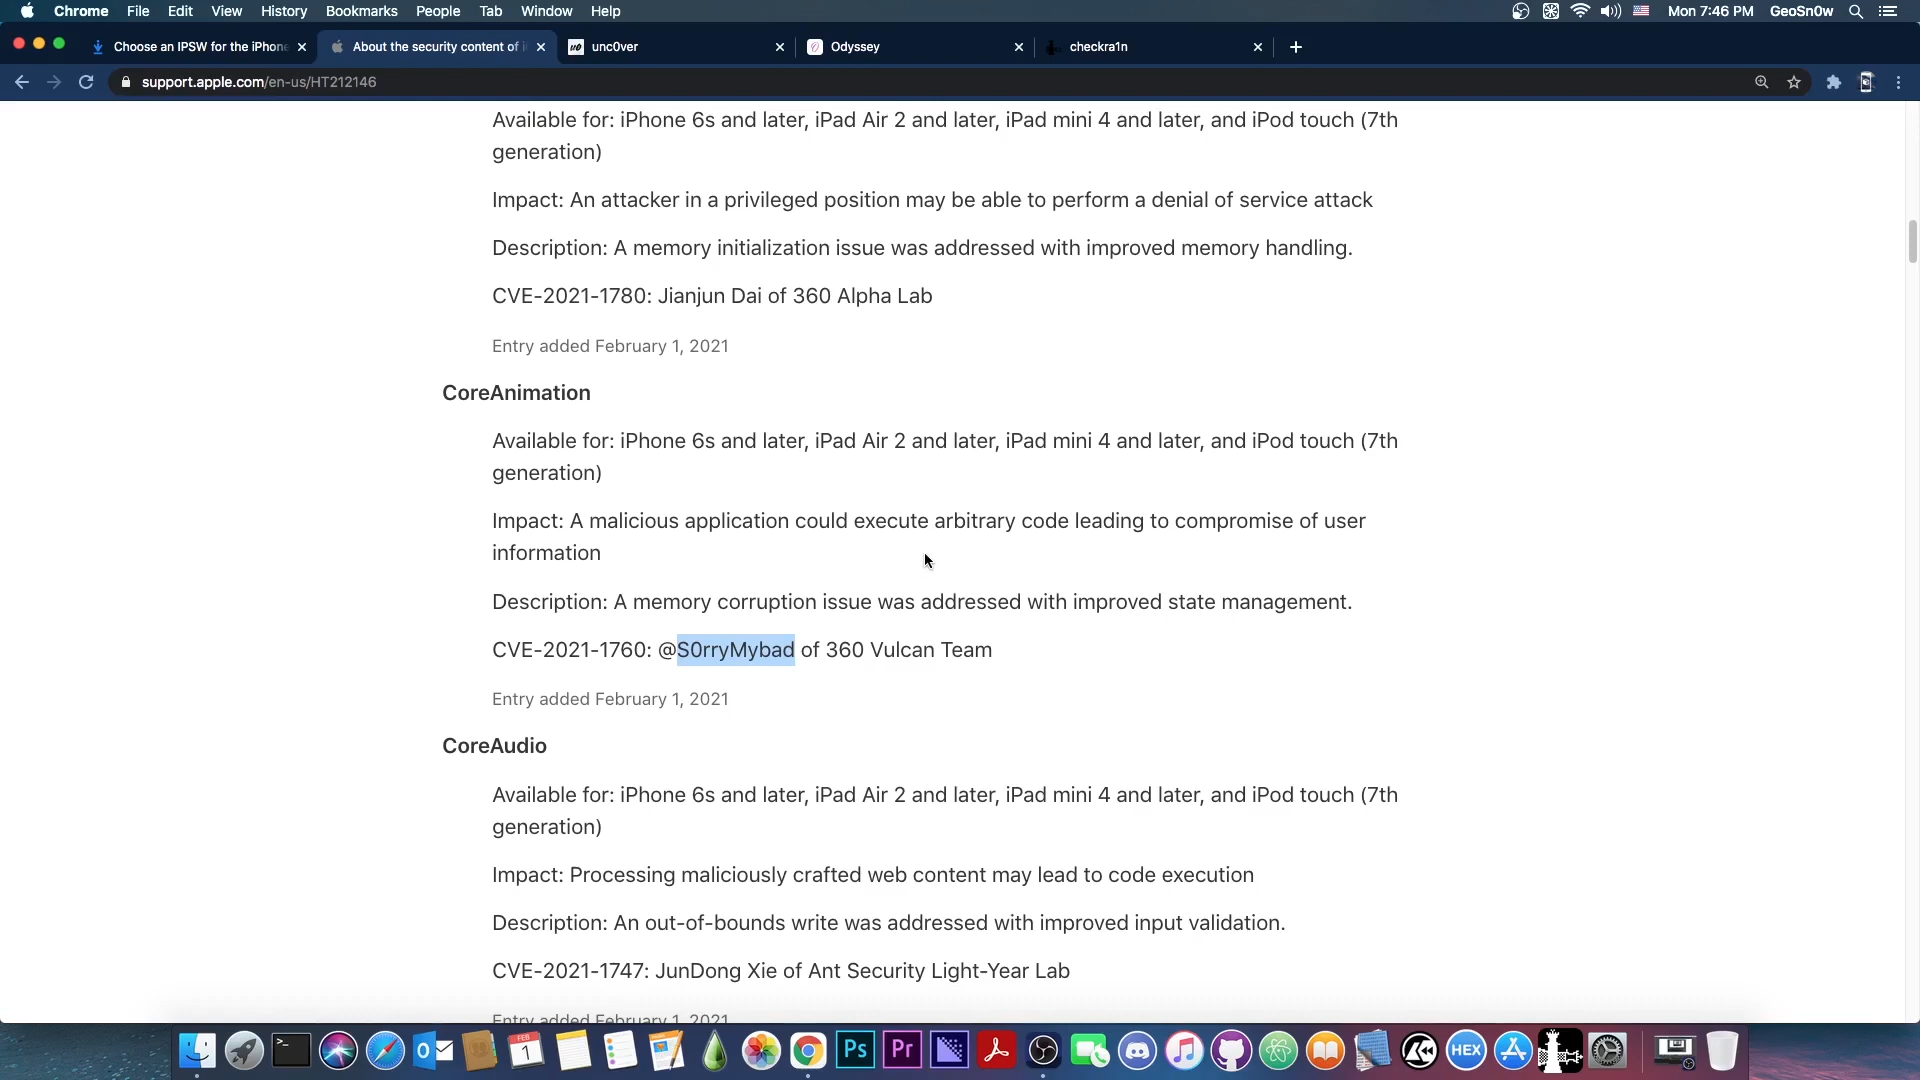 Chrome File Edit View History Bookmarks People Tab Window Help Mon 7:46 PM GeoSn0w
Choose an IPSW for the iPhone About the security content of i unc0ver Odyssey checkra1n
support.apple.com/en-us/HT212146
Available for: iPhone 6s and later, iPad Air 2 and later, iPad mini 4 and later, and iPod touch (7th
generation)
Impact: An attacker in a privileged position may be able to perform a denial of service attack
Description: A memory initialization issue was addressed with improved memory handling.
CVE-2021-1780: Jianjun Dai of 360 Alpha Lab
Entry added February 1, 2021
CoreAnimation
Available for: iPhone 6s and later, iPad Air 2 and later, iPad mini 4 and later, and iPod touch (7th
generation)
Impact: A malicious application could execute arbitrary code leading to compromise of user
information
Description: A memory corruption issue was addressed with improved state management.
CVE-2021-1760: @S0rryMybad of 360 Vulcan Team
Entry added February 1, 2021
CoreAudio
Available for: iPhone 6s and later, iPad Air 2 and later, iPad mini 4 and later, and iPod touch (7th
generation)
Impact: Processing maliciously crafted web content may lead to code execution
Description: An out-of-bounds write was addressed with improved input validation.
CVE-2021-1747: JunDong Xie of Ant Security Light-Year Lab
Entry added February 1, 2021
FEB
1 Ps Pr HEX